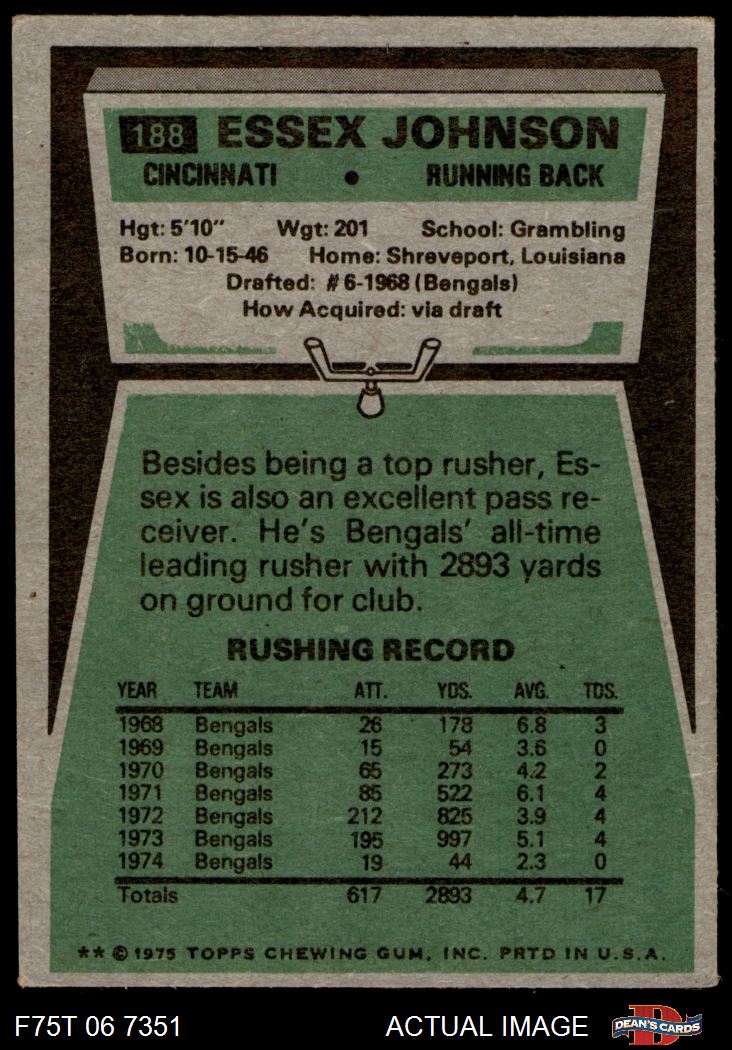 188 ESSEX JOHNSON
CINCINNATI • RUNNING BACK
Hgt: 5'10" Wgt: 201 School: Grambling
Born: 10-15-46 Home: Shreveport, Louisiana
Drafted: #6-1968 (Bengals)
How Acquired: via draft
Besides being a top rusher, Es-
sex is also an excellent pass re-
ceiver. He's Bengals' all-time
leading rusher with 2893 yards
on ground for club.
RUSHING RECORD
YEAR TEAM ATT. YDS. AVG. TDS.
1968 Bengals 26 178 6.8 3
1969 Bengals 15 54 3.6 0
1970 Bengals 65 273 4.2 2
1971 Bengals 85 522 6.1 4
1972 Bengals 212 825 3.9 4
1973 Bengals 195 997 5.1 4
1974 Bengals 19 44 2.3 0
Totals 617 2893 4.7 17
** © 1975 TOPPS CHEWING GUM, INC. PRTD IN U.S.A.
F75T 06 7351 ACTUAL IMAGE D DEAN'S CARDS